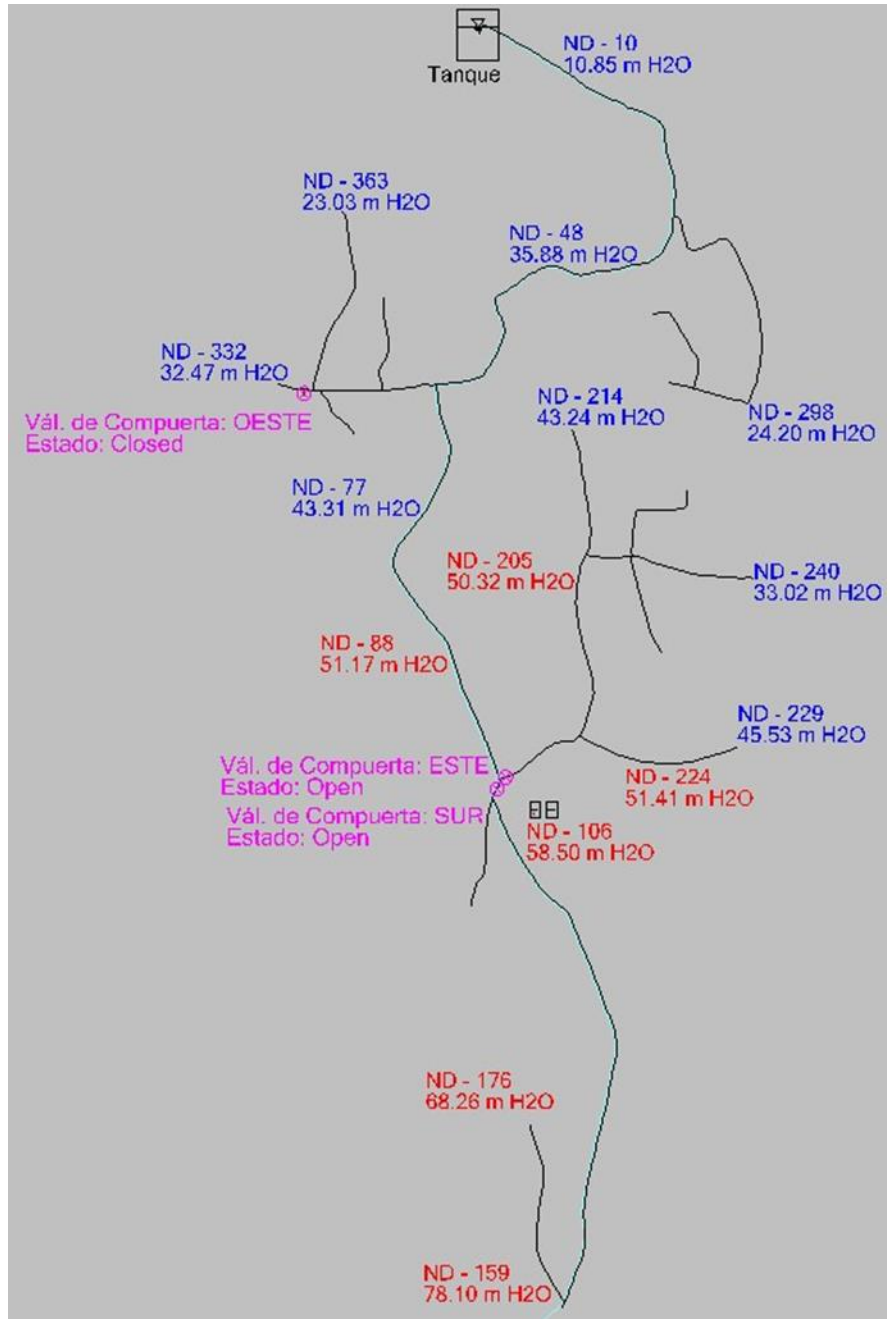 ND - 10
10.85 m H2O
Tanque
ND - 363
23.03 m H2O
ND - 48
35.88 m H2O
ND - 332
32.47 m H2O
ND - 214
43.24 m H2O
ND - 298
24.20 m H2O
Vál. de Compuerta: OESTE
Estado: Closed
ND - 77
43.31 m H2O
ND - 205
50.32 m H2O
ND - 240
33.02 m H2O
ND - 88
51.17 m H2O
ND - 229
45.53 m H2O
Vál. de Compuerta: ESTE
Estado: Open
ND - 224
51.41 m H2O
Vál. de Compuerta: SUR
Estado: Open
ND - 106
58.50 m H2O
ND - 176
68.26 m H2O
ND - 159
78.10 m H2O